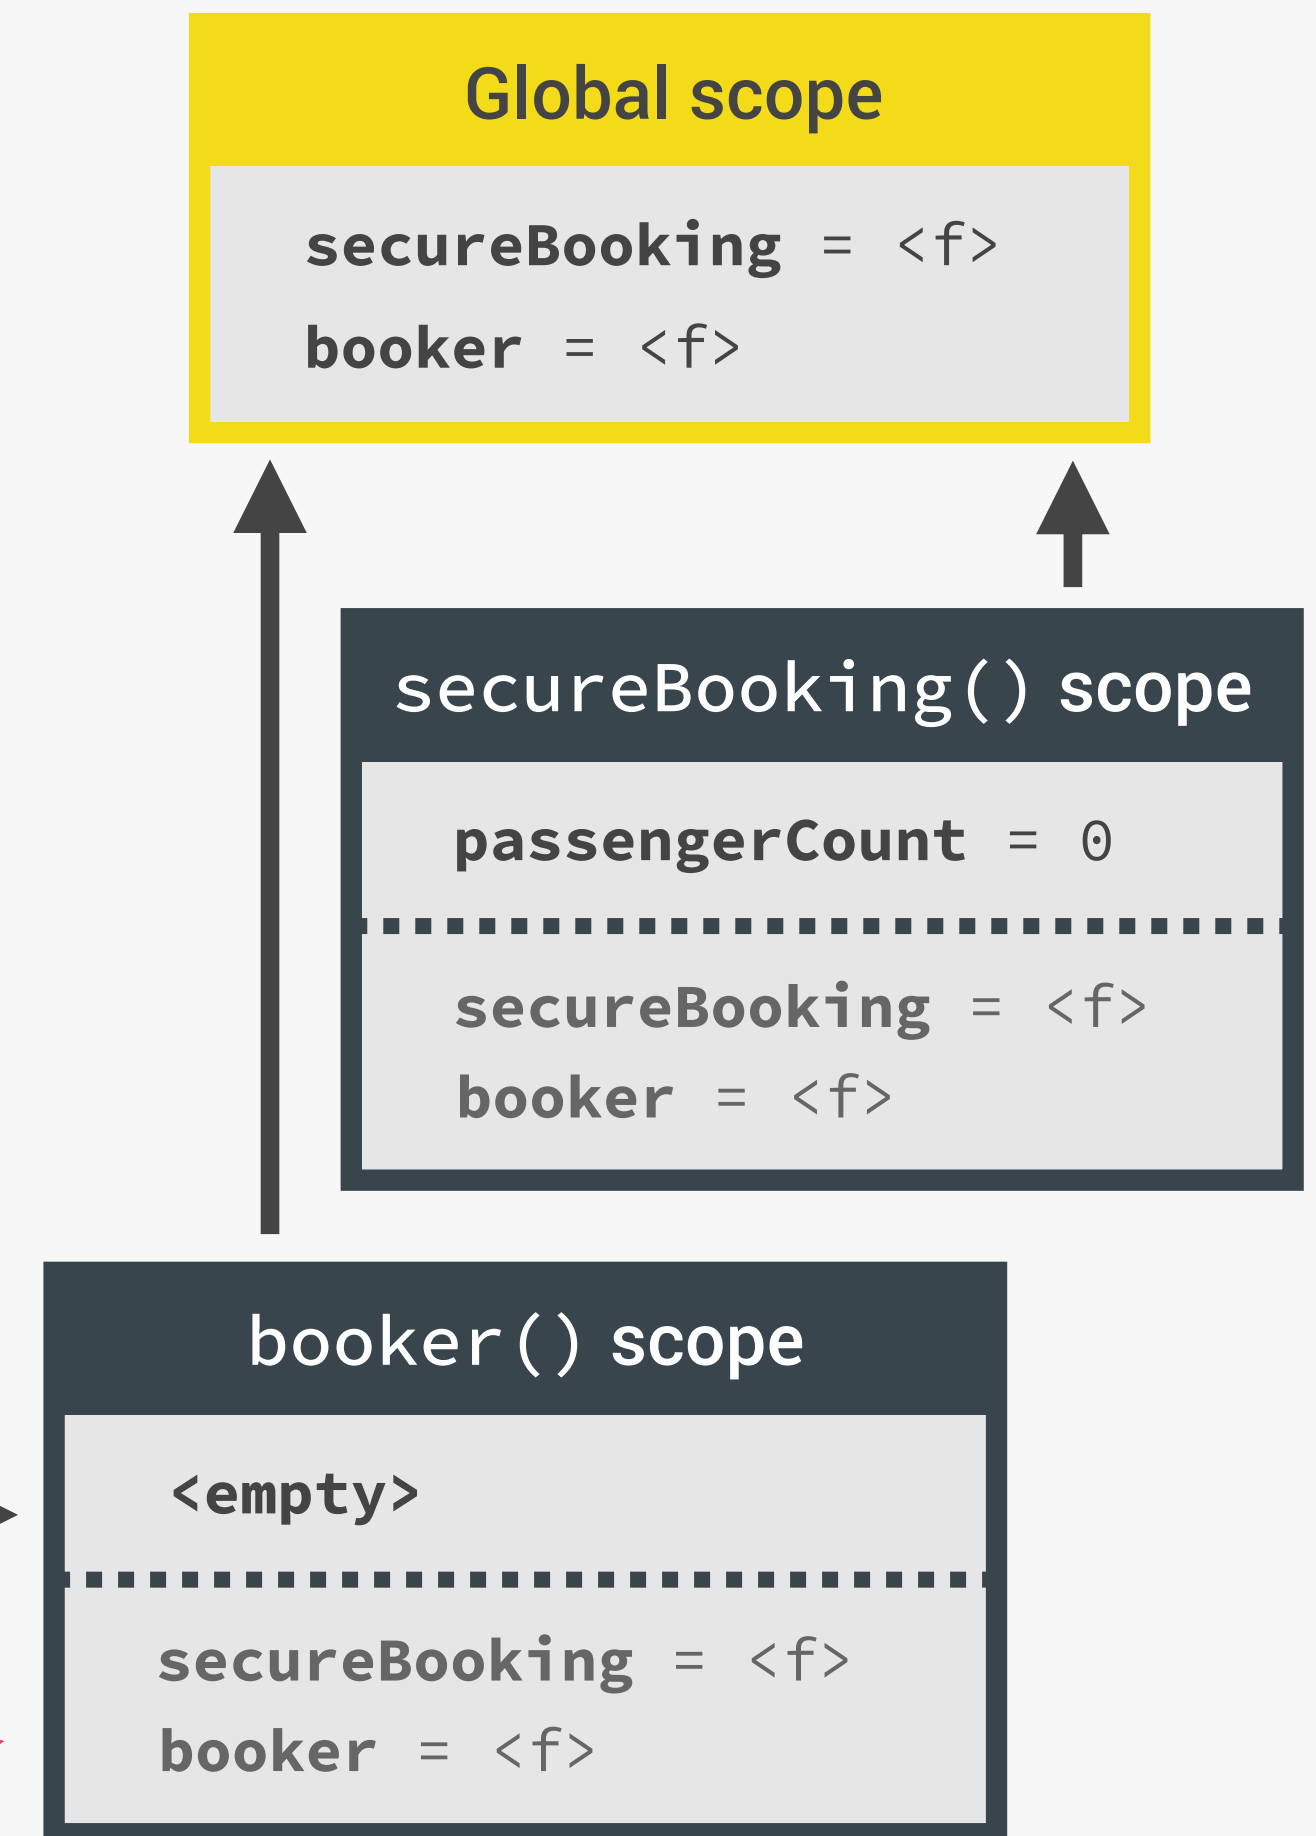 Global scope
secureBooking = <f>
booker = <f>
secureBooking() scope
passengerCount = 0
secureBooking = <f>
booker = <f>
booker() scope
<empty>
secureBooking = <f>
booker = <f>